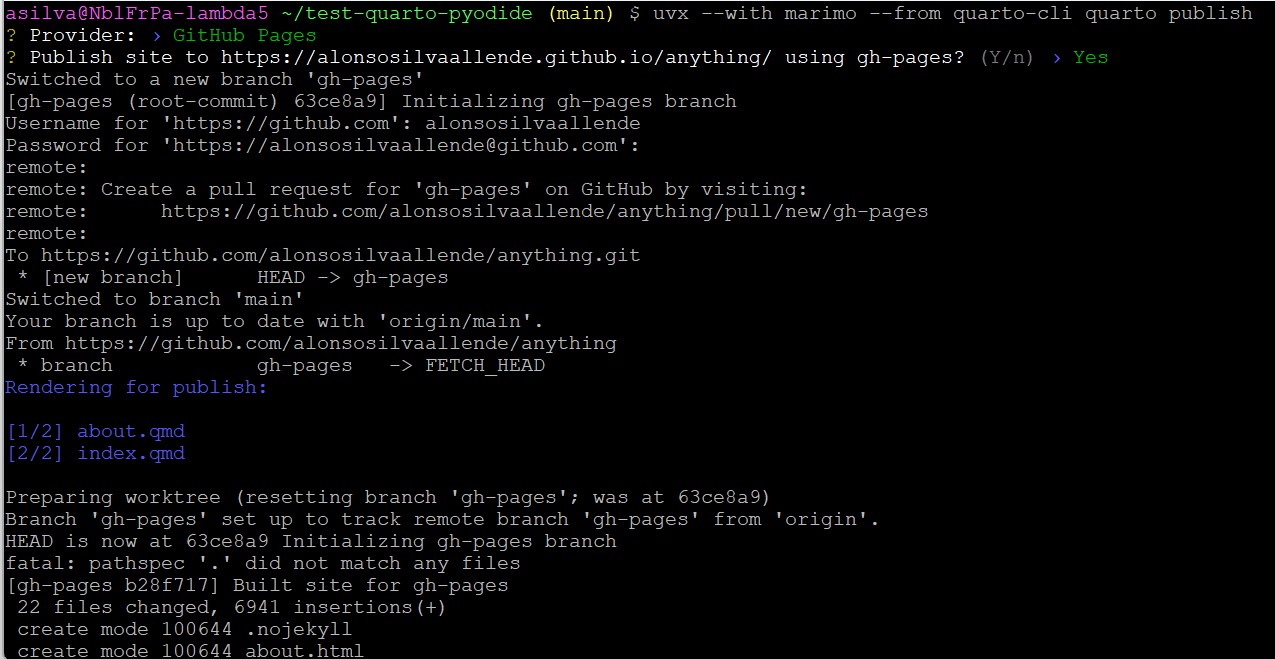 asilva@NblFrPa-lambda5 ~/test-quarto-pyodide (main) $ uvx --with marimo --from quarto-cli quarto publish
? Provider: › GitHub Pages
? Publish site to https://alonsosilvaallende.github.io/anything/ using gh-pages? (Y/n) › Yes
Switched to a new branch 'gh-pages'
[gh-pages (root-commit) 63ce8a9] Initializing gh-pages branch
Username for 'https://github.com': alonsosilvaallende
Password for 'https://alonsosilvaallende@github.com':
remote:
remote: Create a pull request for 'gh-pages' on GitHub by visiting:
remote:      https://github.com/alonsosilvaallende/anything/pull/new/gh-pages
remote:
To https://github.com/alonsosilvaallende/anything.git
 * [new branch]      HEAD -> gh-pages
Switched to branch 'main'
Your branch is up to date with 'origin/main'.
From https://github.com/alonsosilvaallende/anything
 * branch            gh-pages   -> FETCH_HEAD
Rendering for publish:
[1/2] about.qmd
[2/2] index.qmd
Preparing worktree (resetting branch 'gh-pages'; was at 63ce8a9)
Branch 'gh-pages' set up to track remote branch 'gh-pages' from 'origin'.
HEAD is now at 63ce8a9 Initializing gh-pages branch
fatal: pathspec '.' did not match any files
[gh-pages b28f717] Built site for gh-pages
 22 files changed, 6941 insertions(+)
 create mode 100644 .nojekyll
 create mode 100644 about.html